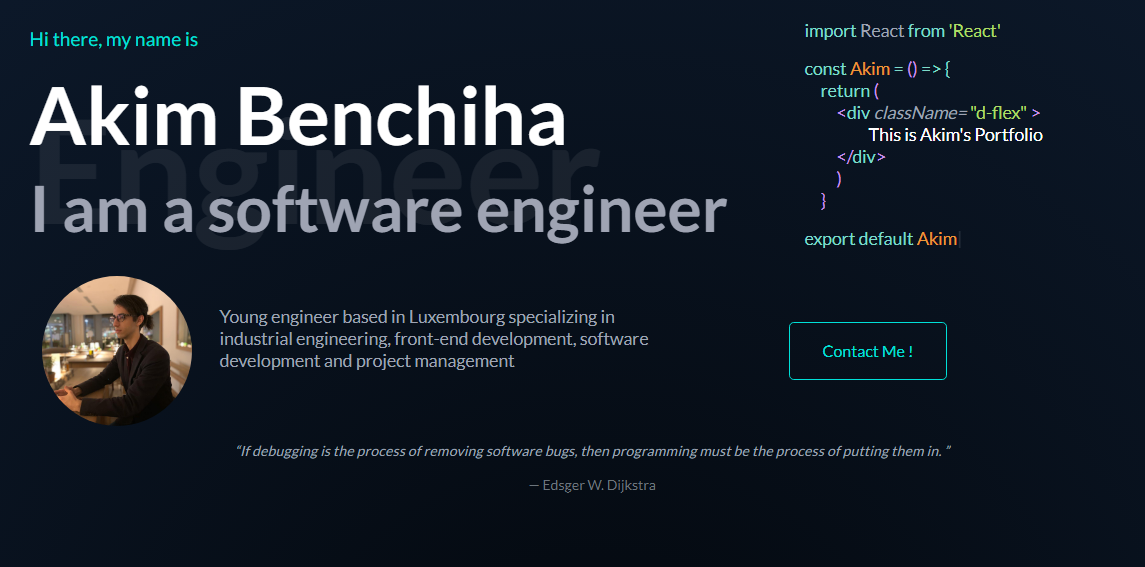 Hi there, my name is
Akim Benchiha
Engineer
I am a software engineer
Young engineer based in Luxembourg specializing in
industrial engineering, front-end development, software
development and project management
import React from 'React'
const Akim = () => {
return (
<div className="d-flex" >
This is Akim's Portfolio
</div>
)
}
export default Akim
Contact Me !
“If debugging is the process of removing software bugs, then programming must be the process of putting them in. ”
— Edsger W. Dijkstra